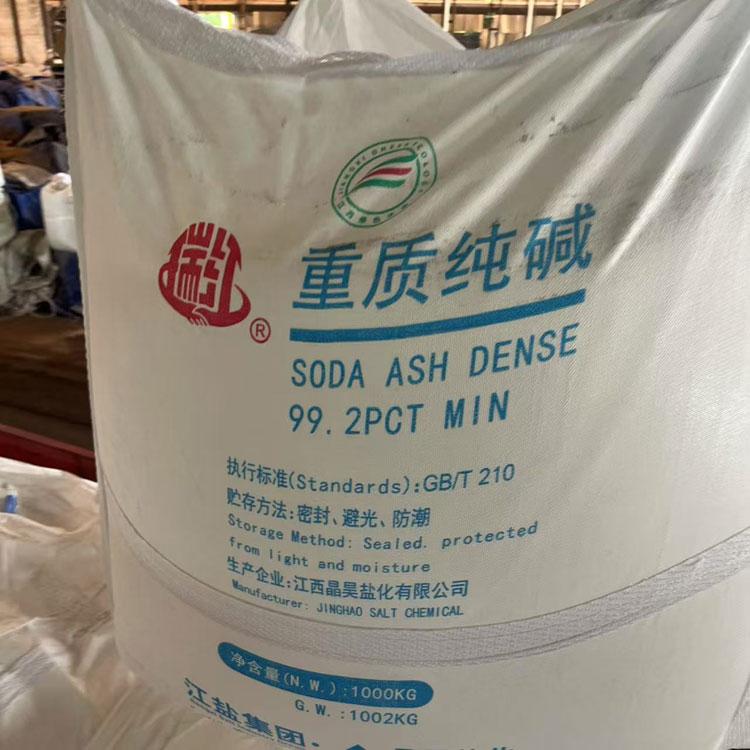 瑞江
®
重质纯碱
SODA ASH DENSE
99.2PCT MIN
执行标准(Standards):GB/T 210
贮存方法:密封、避光、防潮
Storage Method: Sealed. protected
from light and moisture
生产企业:江西晶昊盐化有限公司
Manufacturer: JINGHAO SALT CHEMICAL
净含量(N.W.):1000KG
G.W.:1002KG
江盐集团·